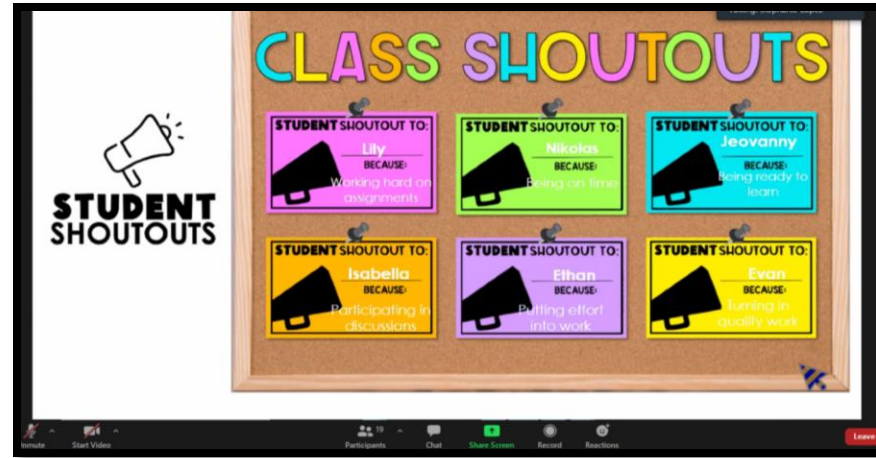 CLASS SHOUTOUTS
STUDENT
SHOUTOUTS
STUDENT SHOUTOUT TO:
Lily
BECAUSE:
Working hard on
assignments
STUDENT SHOUTOUT TO:
Nikolas
BECAUSE:
Being on time
STUDENT SHOUTOUT TO:
Jeovanny
BECAUSE:
Being ready to
learn
STUDENT SHOUTOUT TO:
Isabella
BECAUSE:
Participating in
discussions
STUDENT SHOUTOUT TO:
Ethan
BECAUSE:
Putting effort
into work
STUDENT SHOUTOUT TO:
Evan
BECAUSE:
Turning in
quality work
Start Video
19
Participants
Chat
Share Screen
Record
Reactions
Leave